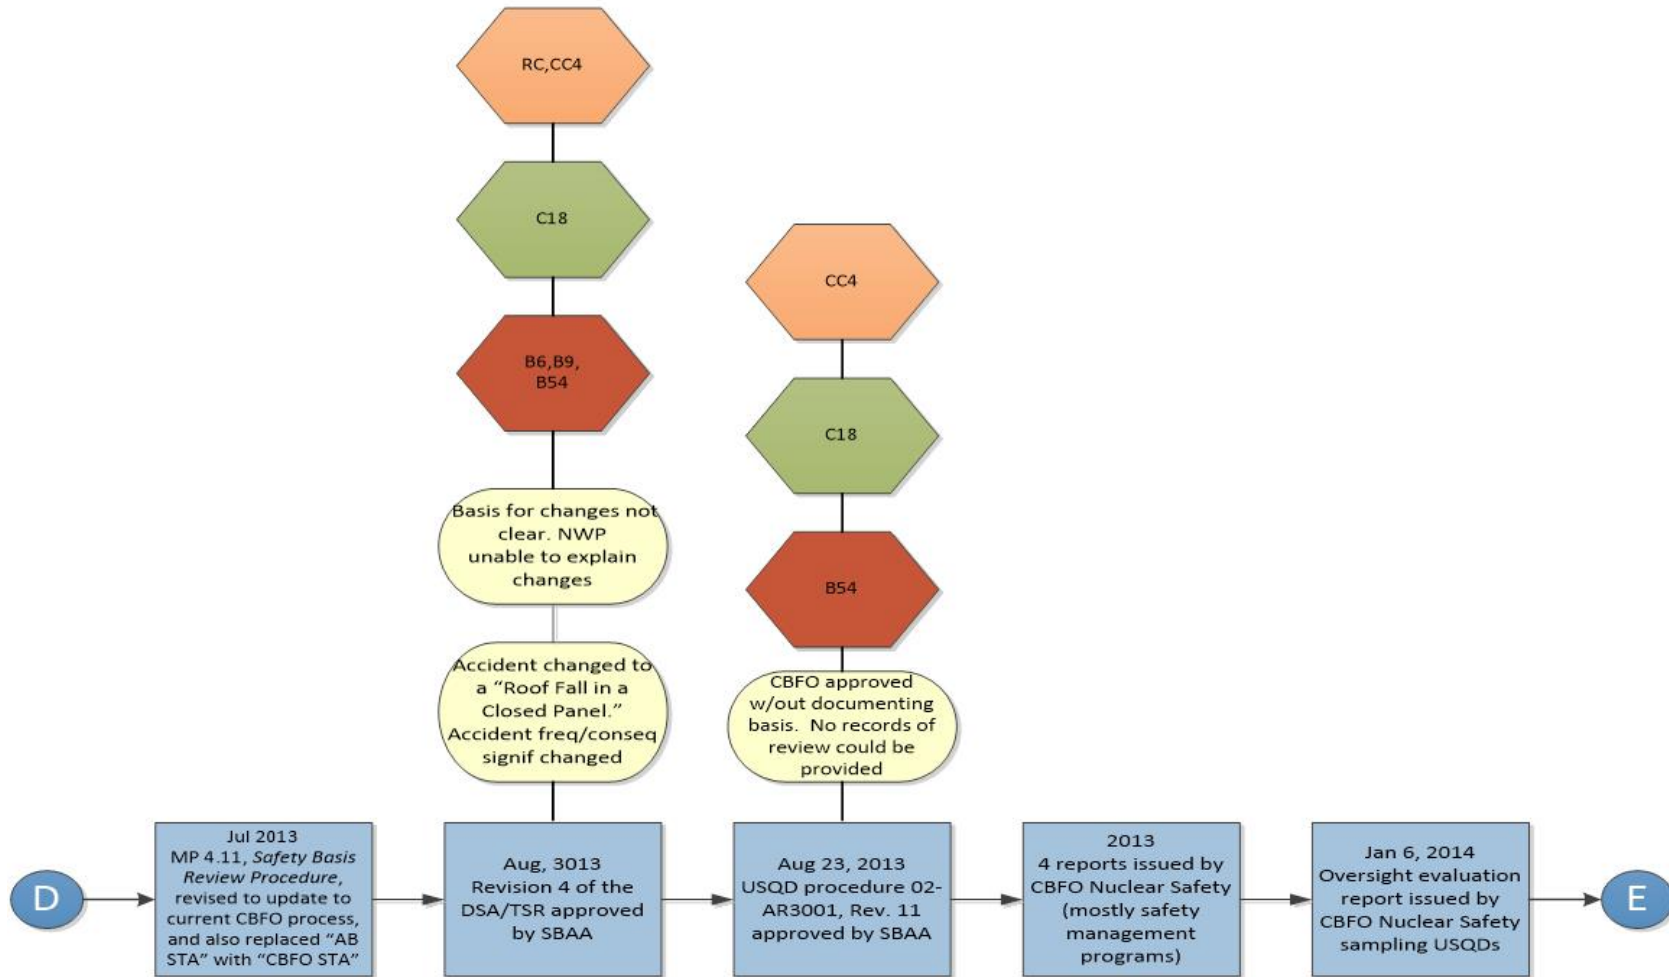 RC,CC4
C18
B6,B9,
B54
Basis for changes not
clear. NWP
unable to explain
changes
Accident changed to
a “Roof Fall in a
Closed Panel.”
Accident freq/conseq
signif changed
CC4
C18
B54
CBFO approved
w/out documenting
basis.  No records of
review could be
provided
D
Jul 2013
MP 4.11, Safety Basis
Review Procedure,
revised to update to
current CBFO process,
and also replaced “AB
STA” with “CBFO STA”
Aug, 3013
Revision 4 of the
DSA/TSR approved
by SBAA
Aug 23, 2013
USQD procedure 02-
AR3001, Rev. 11
approved by SBAA
2013
4 reports issued by
CBFO Nuclear Safety
(mostly safety
management
programs)
Jan 6, 2014
Oversight evaluation
report issued by
CBFO Nuclear Safety
sampling USQDs
E